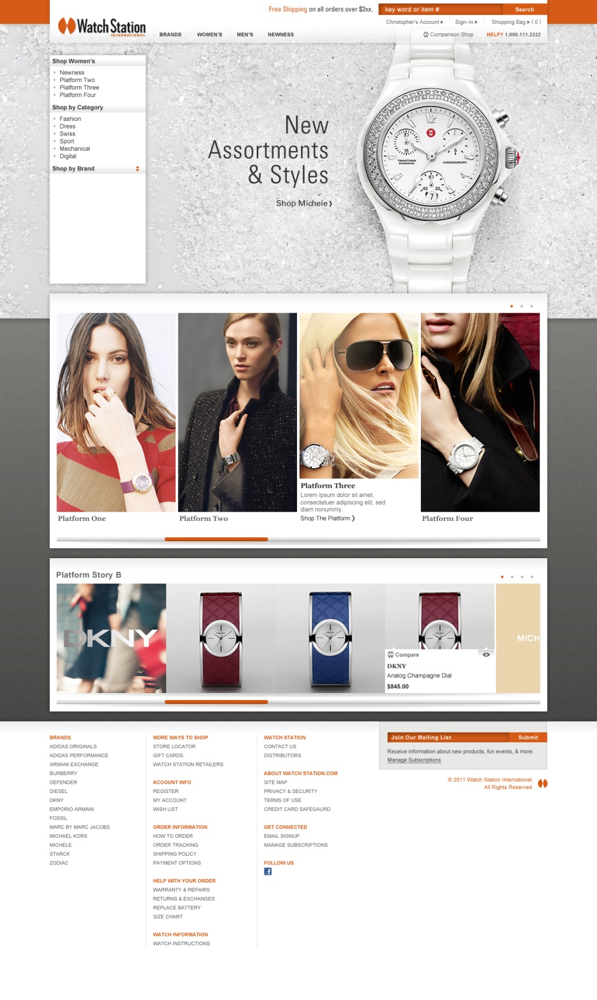 Free Shipping on all orders over $2xx.
key word or item #
Search
Christopher's Account
Sign–In
Shopping Bag ( 0 )
Watch Station
INTERNATIONAL
BRANDS
WOMEN'S
MEN'S
NEWNESS
Comparison Shop
HELP? 1.800.111.2222
Shop Women's
Newness
Platform Two
Platform Three
Platform Four
Shop by Category
Fashion
Dress
Swiss
Sport
Mechanical
Digital
Shop by Brand
New
Assortments
& Styles
Shop Michele
12
15
5
TAHITIAN
DIAMOND
CHRONOGRAPH
60
40 20
7
Platform One
Platform Two
Platform Three
Lorem ipsum dolor sit amet,
consectetuer adipiscing elit, sed
diam nonummy.
Shop The Platform
Platform Four
Platform Story B
DKNY
MICH
Compare
DKNY
Analog Champagne Dial
$845.00
BRANDS
ADIDAS ORIGINALS
ADIDAS PERFORMANCE
ARMANI EXCHANGE
BURBERRY
DEFENDER
DIESEL
DKNY
EMPORIO ARMANI
FOSSIL
MARC BY MARC JACOBS
MICHAEL KORS
MICHELE
STARCK
ZODIAC
MORE WAYS TO SHOP
STORE LOCATOR
GIFT CARDS
WATCH STATION RETAILERS
ACCOUNT INFO
REGISTER
MY ACCOUNT
WISH LIST
ORDER INFORMATION
HOW TO ORDER
ORDER TRACKING
SHIPPING POLICY
PAYMENT OPTIONS
HELP WITH YOUR ORDER
WARRANTY & REPAIRS
RETURNS & EXCHANGES
REPLACE BATTERY
SIZE CHART
WATCH INFORMATION
WATCH INSTRUCTIONS
WATCH STATION
CONTACT US
DISTRIBUTORS
ABOUT WATCH STATION.COM
SITE MAP
PRIVACY & SECURITY
TERMS OF USE
CREDIT CARD SAFEGAURD
GET CONNECTED
EMAIL SIGNUP
MANAGE SUBSCRIPTIONS
FOLLOW US
Join Our Mailing List
Submit
Receive information about new products, fun events, & more.
Manage Subscriptions
© 2011 Watch Station International.
All Rights Reserved.